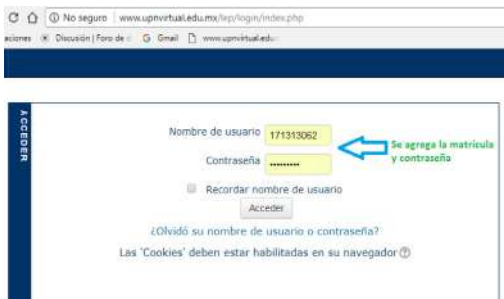 No seguro | www.upnvirtual.edu.mx/lep/login/index.php
aciones Discusión | Foro de Gmail www.upnvirtual.edu
ACCEDER
Nombre de usuario 171313062
Contraseña ·········
Se agrega la matricula
y contraseña
Recordar nombre de usuario
Acceder
¿Olvidó su nombre de usuario o contraseña?
Las 'Cookies' deben estar habilitadas en su navegador